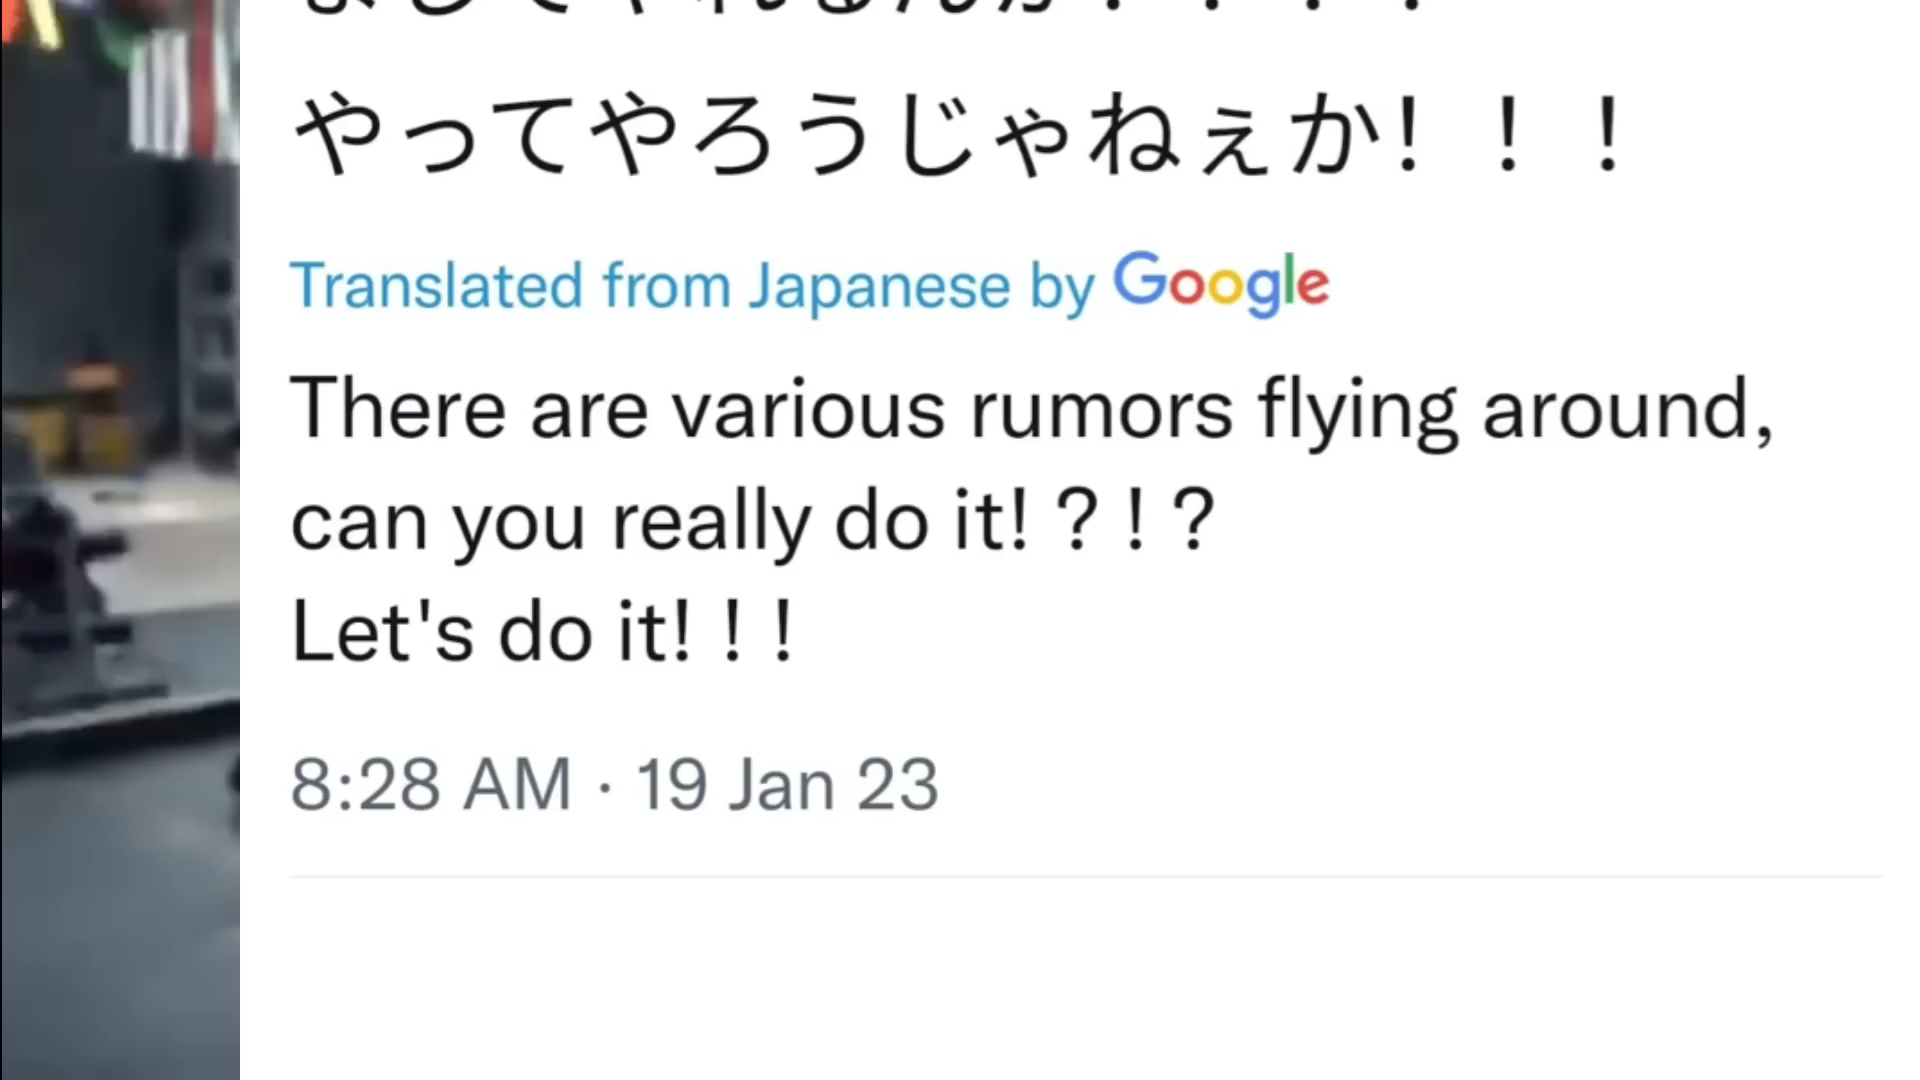 やってやろうじゃねぇか！！！
Translated from Japanese by Google
There are various rumors flying around,
can you really do it! ? ! ?
Let's do it! ! !
8:28 AM · 19 Jan 23